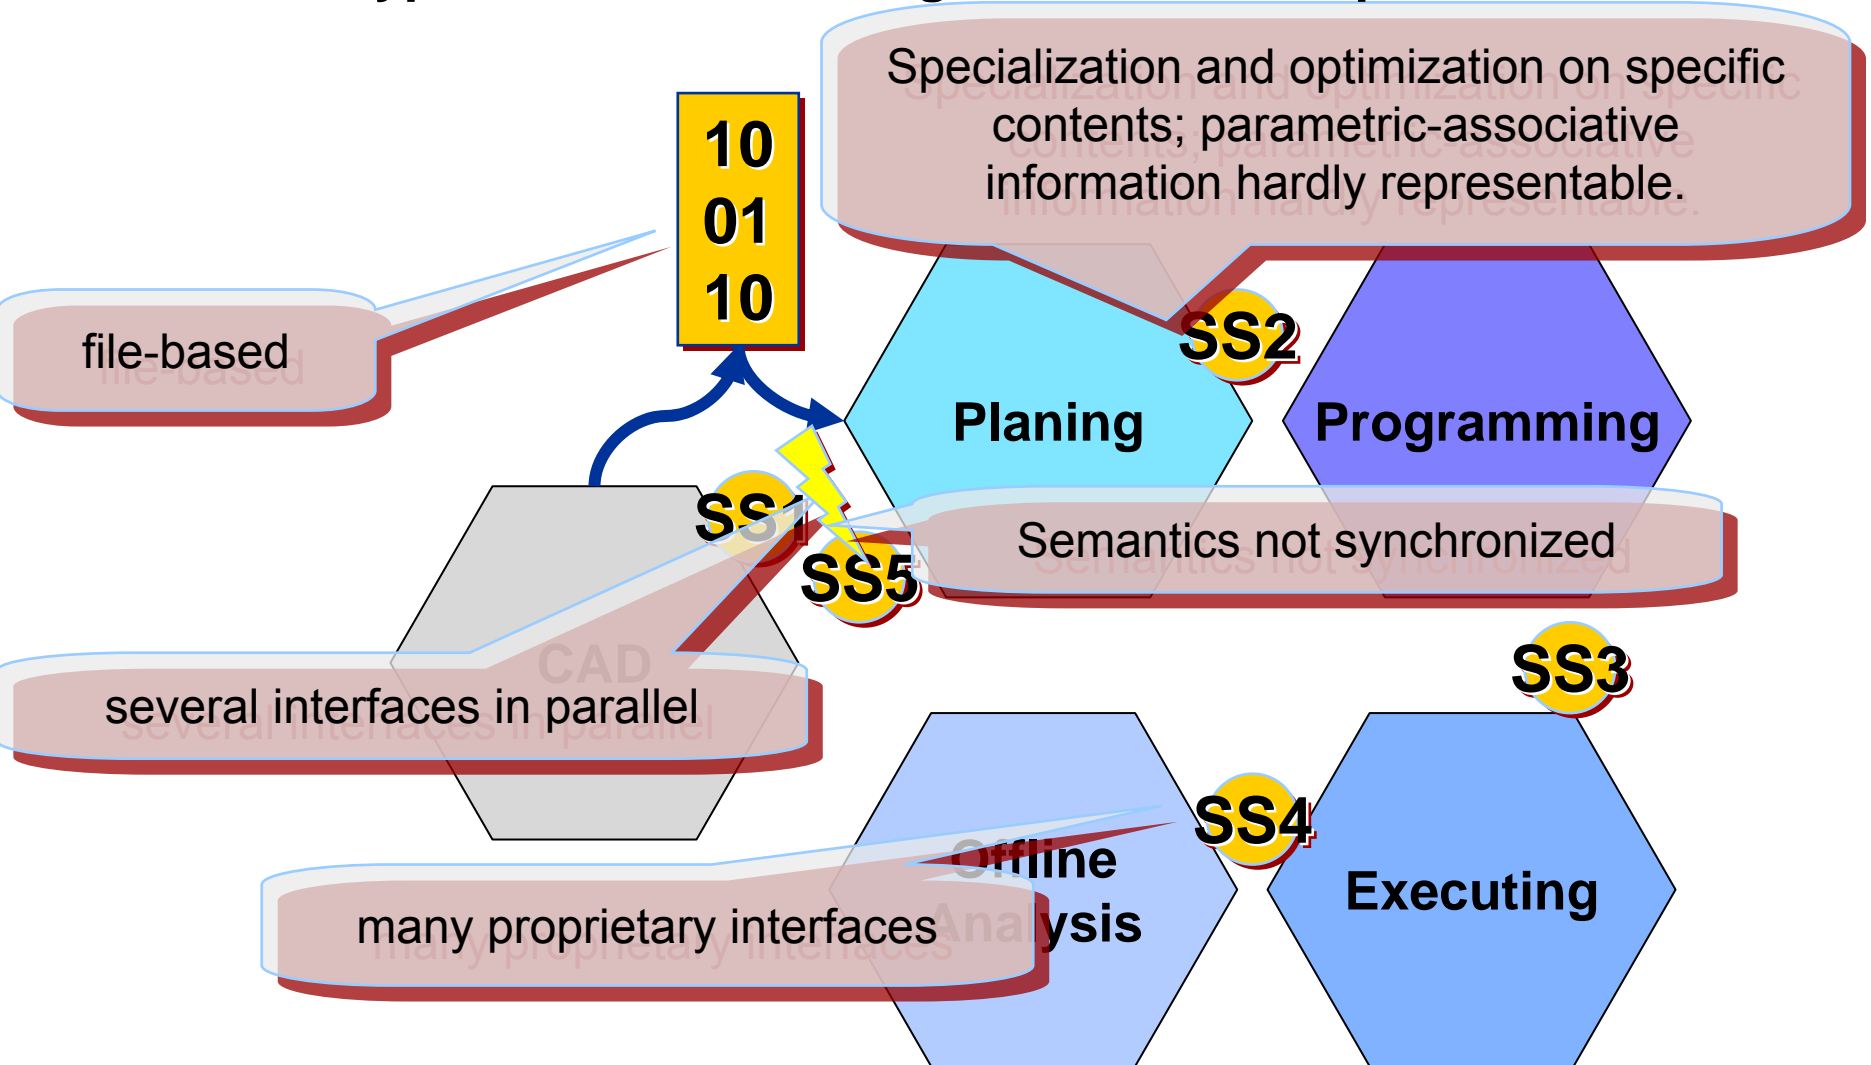 Specialization and optimization on specific
contents; parametric-associative
information hardly representable.
10
01
10
file-based
SS2
Planing
Programming
SS1
Semantics not synchronized
SS5
CAD
several interfaces in parallel
SS3
SS4
Offline
Analysis
Executing
many proprietary interfaces